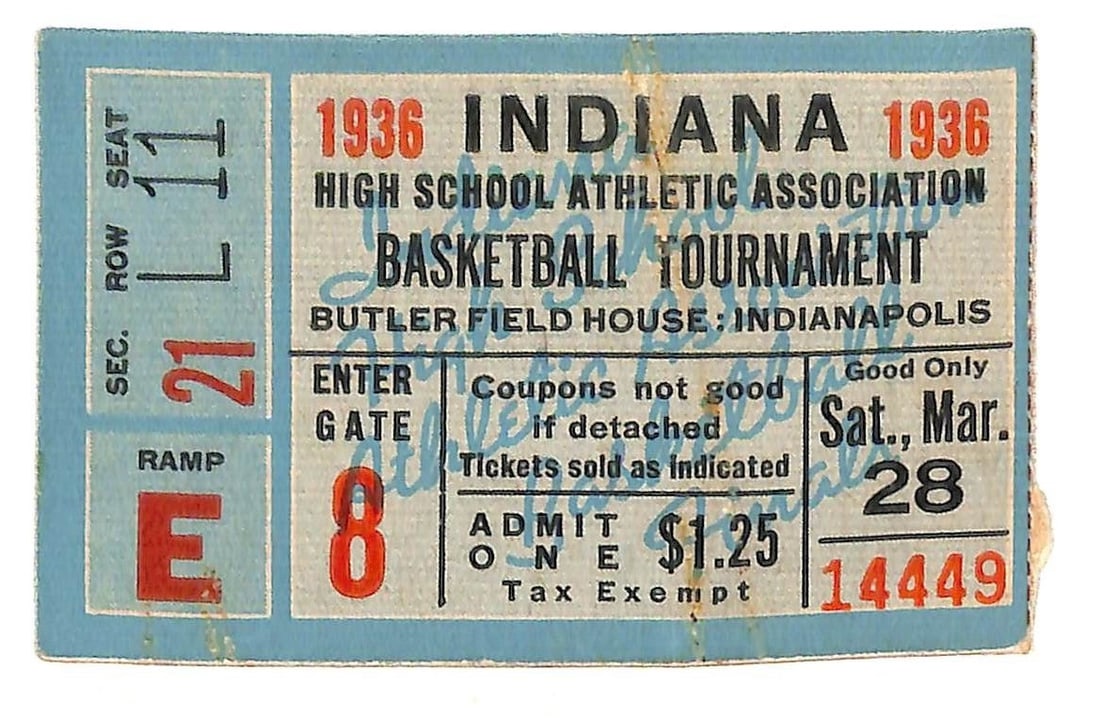 SEC. ROW SEAT
21 L 11
RAMP
E
1936 INDIANA 1936
HIGH SCHOOL ATHLETIC ASSOCIATION
BASKETBALL TOURNAMENT
BUTLER FIELD HOUSE : INDIANAPOLIS
ENTER
GATE
8
Coupons not good
if detached
Tickets sold as indicated
ADMIT
ONE
$1.25
Tax Exempt
Good Only
Sat., Mar.
28
14449
Indiana
High School
Athletic Association
Basketball
Finals